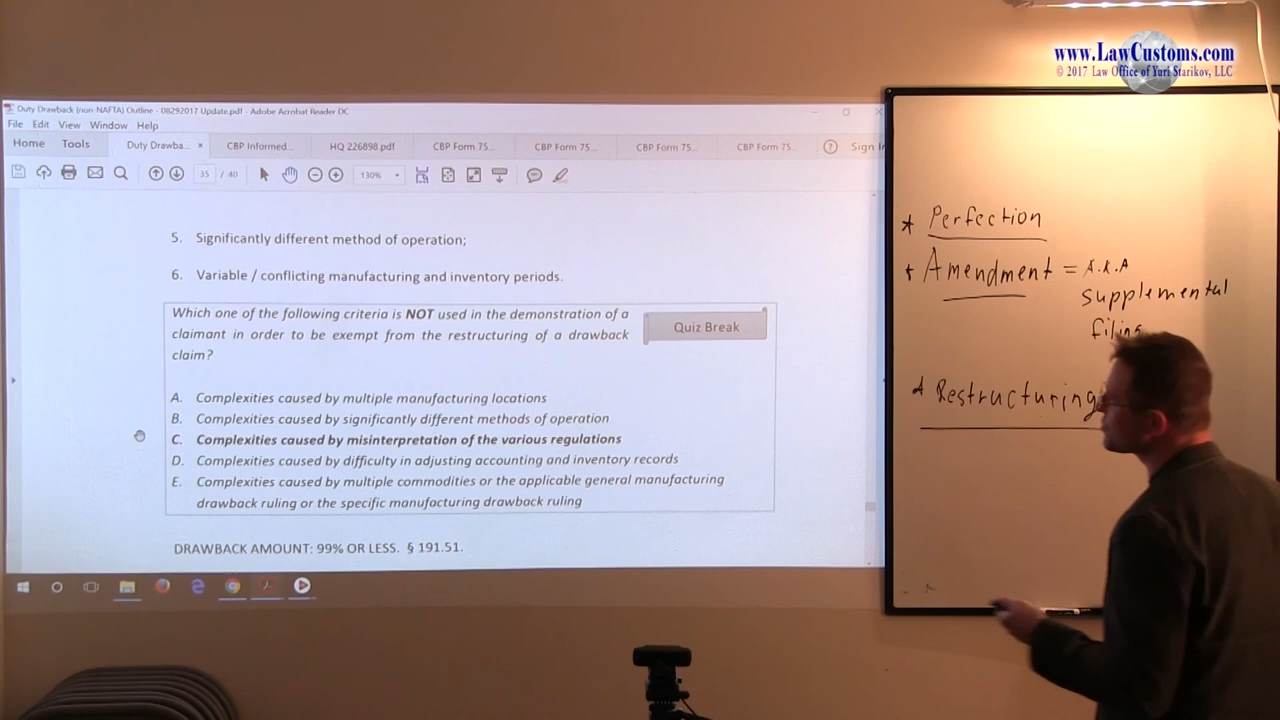 www.LawCustoms.com
© 2017 Law Office of Yuri Starikov, LLC
Duty Drawback (non-NAFTA) Outline - 08292017 Update.pdf - Adobe Acrobat Reader DC
File Edit View Window Help
Home Tools Duty Drawba... × CBP Informed... HQ 226898.pdf CBP Form 75... CBP Form 75... CBP Form 75... CBP Form 75... Sign In
35 / 40 130%
5. Significantly different method of operation;
6. Variable / conflicting manufacturing and inventory periods.
Which one of the following criteria is NOT used in the demonstration of a
claimant in order to be exempt from the restructuring of a drawback
claim?
Quiz Break
A. Complexities caused by multiple manufacturing locations
B. Complexities caused by significantly different methods of operation
C. Complexities caused by misinterpretation of the various regulations
D. Complexities caused by difficulty in adjusting accounting and inventory records
E. Complexities caused by multiple commodities or the applicable general manufacturing
drawback ruling or the specific manufacturing drawback ruling
DRAWBACK AMOUNT: 99% OR LESS. § 191.51.
* Perfection
* Amendment = A.K.A
supplemental
filing
* Restructuring